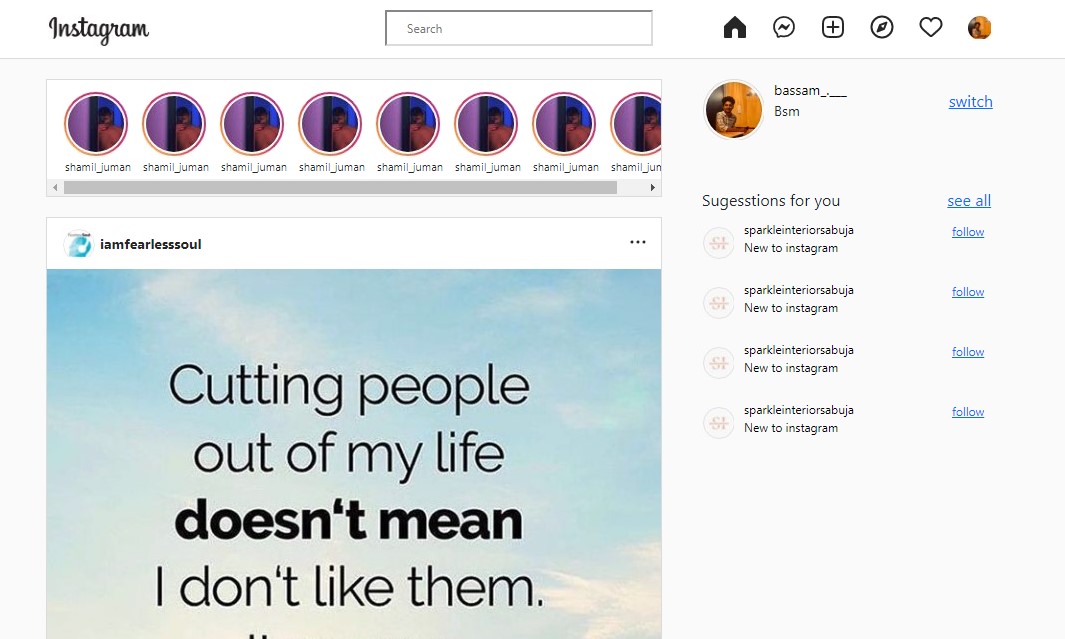 Instagram
Search
shamil_juman shamil_juman shamil_juman shamil_juman shamil_juman shamil_juman shamil_juman shamil_jum
bassam_.___
Bsm
switch
iamfearlesssoul
Cutting people
out of my life
doesn't mean
I don't like them.
Sugesstions for you
see all
sparkleinteriorsabuja
New to instagram
follow
sparkleinteriorsabuja
New to instagram
follow
sparkleinteriorsabuja
New to instagram
follow
sparkleinteriorsabuja
New to instagram
follow